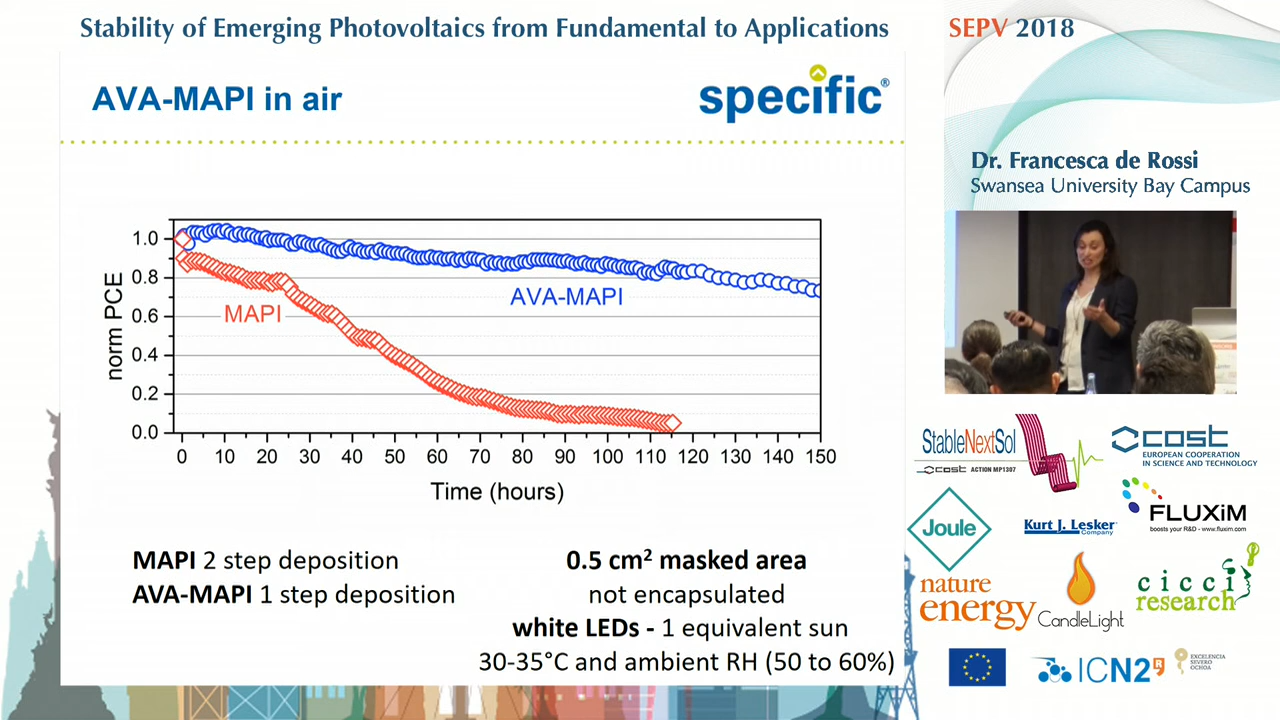 Stability of Emerging Photovoltaics from Fundamental to Applications
SEPV 2018
AVA-MAPI in air
specific®
Dr. Francesca de Rossi
Swansea University Bay Campus
norm PCE
1.0
0.8
0.6
0.4
0.2
0.0
AVA-MAPI
MAPI
0 10 20 30 40 50 60 70 80 90 100 110 120 130 140 150
Time (hours)
MAPI 2 step deposition
AVA-MAPI 1 step deposition
0.5 cm² masked area
not encapsulated
white LEDs - 1 equivalent sun
30-35°C and ambient RH (50 to 60%)
StableNextSol
cost ACTION MP1307
cost
EUROPEAN COOPERATION
IN SCIENCE AND TECHNOLOGY
Joule
Kurt J. Lesker
Company
FLUXiM
boosts your R&D - www.fluxim.com
nature
energy
CandleLight
cicci
research
ICN2
EXCELENCIA
SEVERO
OCHOA